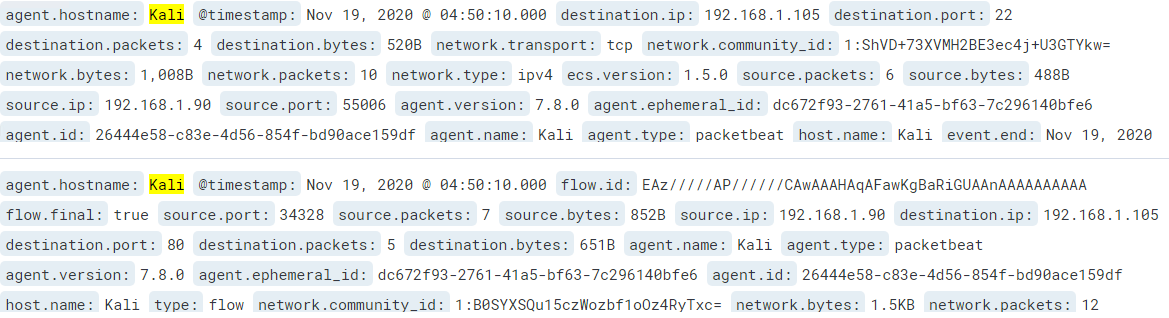 agent.hostname: Kali @timestamp: Nov 19, 2020 @ 04:50:10.000 destination.ip: 192.168.1.105 destination.port: 22
destination.packets: 4 destination.bytes: 520B network.transport: tcp network.community_id: 1:ShVD+73XVMH2BE3ec4j+U3GTYkw=
network.bytes: 1,008B network.packets: 10 network.type: ipv4 ecs.version: 1.5.0 source.packets: 6 source.bytes: 488B
source.ip: 192.168.1.90 source.port: 55006 agent.version: 7.8.0 agent.ephemeral_id: dc672f93-2761-41a5-bf63-7c296140bfe6
agent.id: 26444e58-c83e-4d56-854f-bd90ace159df agent.name: Kali agent.type: packetbeat host.name: Kali event.end: Nov 19, 2020
agent.hostname: Kali @timestamp: Nov 19, 2020 @ 04:50:10.000 flow.id: EAz/////AP//////CAwAAAHAqAFawKgBaRiGUAAnAAAAAAAAAA
flow.final: true source.port: 34328 source.packets: 7 source.bytes: 852B source.ip: 192.168.1.90 destination.ip: 192.168.1.105
destination.port: 80 destination.packets: 5 destination.bytes: 651B agent.name: Kali agent.type: packetbeat
agent.version: 7.8.0 agent.ephemeral_id: dc672f93-2761-41a5-bf63-7c296140bfe6 agent.id: 26444e58-c83e-4d56-854f-bd90ace159df
host.name: Kali type: flow network.community_id: 1:B0SYXSQu15czWozbf1oOz4RyTxc= network.bytes: 1.5KB network.packets: 12